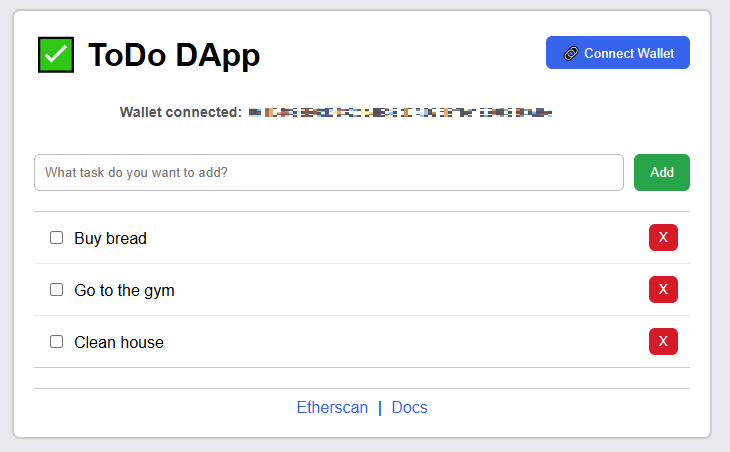 ToDo DApp
Connect Wallet
Wallet connected:
What task do you want to add?
Add
Buy bread
X
Go to the gym
X
Clean house
X
Etherscan | Docs